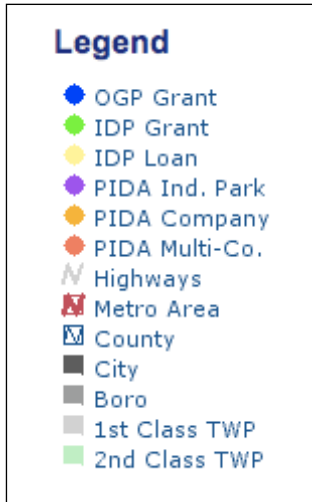 Legend
OGP Grant
IDP Grant
IDP Loan
PIDA Ind. Park
PIDA Company
PIDA Multi-Co.
Highways
Metro Area
County
City
Boro
1st Class TWP
2nd Class TWP